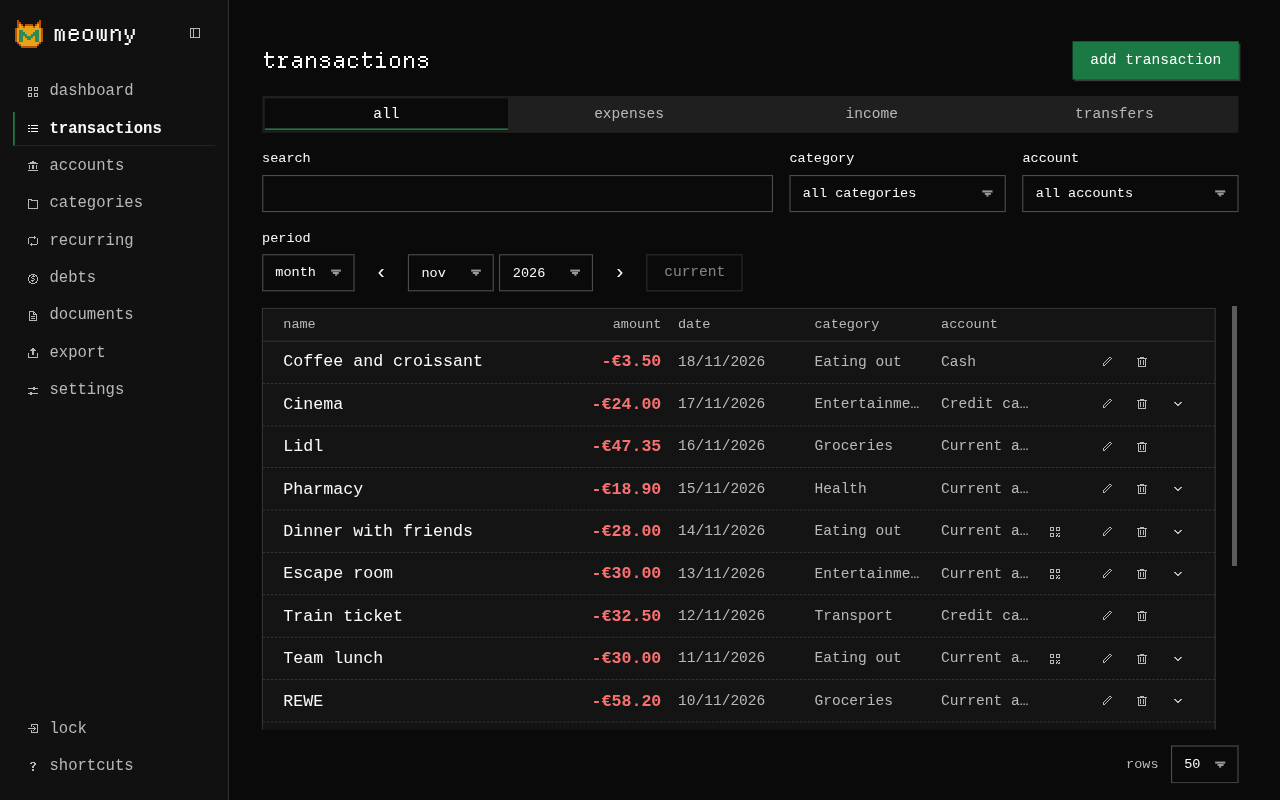 meowny
dashboard
transactions
accounts
categories
recurring
debts
documents
export
settings
lock
? shortcuts
transactions
add transaction
all expenses income transfers
search category account
all categories all accounts
period
month ‹ nov 2026 › current
name amount date category account
Coffee and croissant -€3.50 18/11/2026 Eating out Cash
Cinema -€24.00 17/11/2026 Entertainme… Credit ca…
Lidl -€47.35 16/11/2026 Groceries Current a…
Pharmacy -€18.90 15/11/2026 Health Current a…
Dinner with friends -€28.00 14/11/2026 Eating out Current a…
Escape room -€30.00 13/11/2026 Entertainme… Current a…
Train ticket -€32.50 12/11/2026 Transport Credit ca…
Team lunch -€30.00 11/11/2026 Eating out Current a…
REWE -€58.20 10/11/2026 Groceries Current a…
rows 50